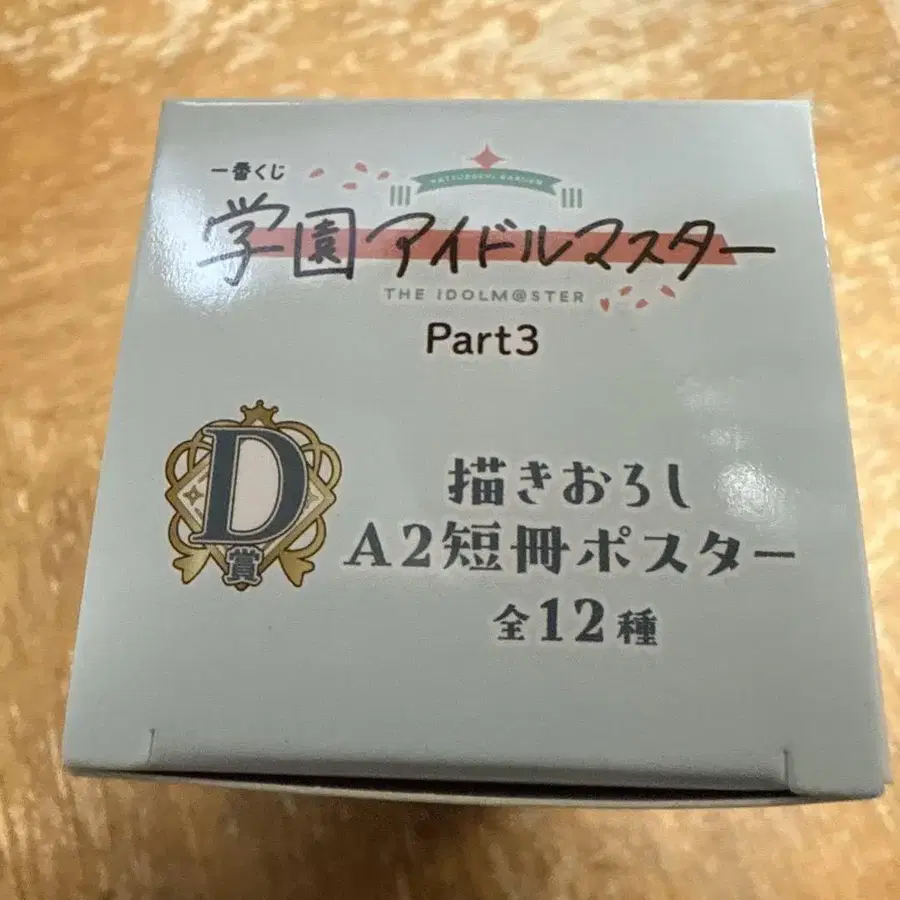 一番くじ
HATSUBOSHI GAKUEN
学園アイドルマスター
THE IDOLM@STER
Part3
D賞
描きおろし
A2短冊ポスター
全12種